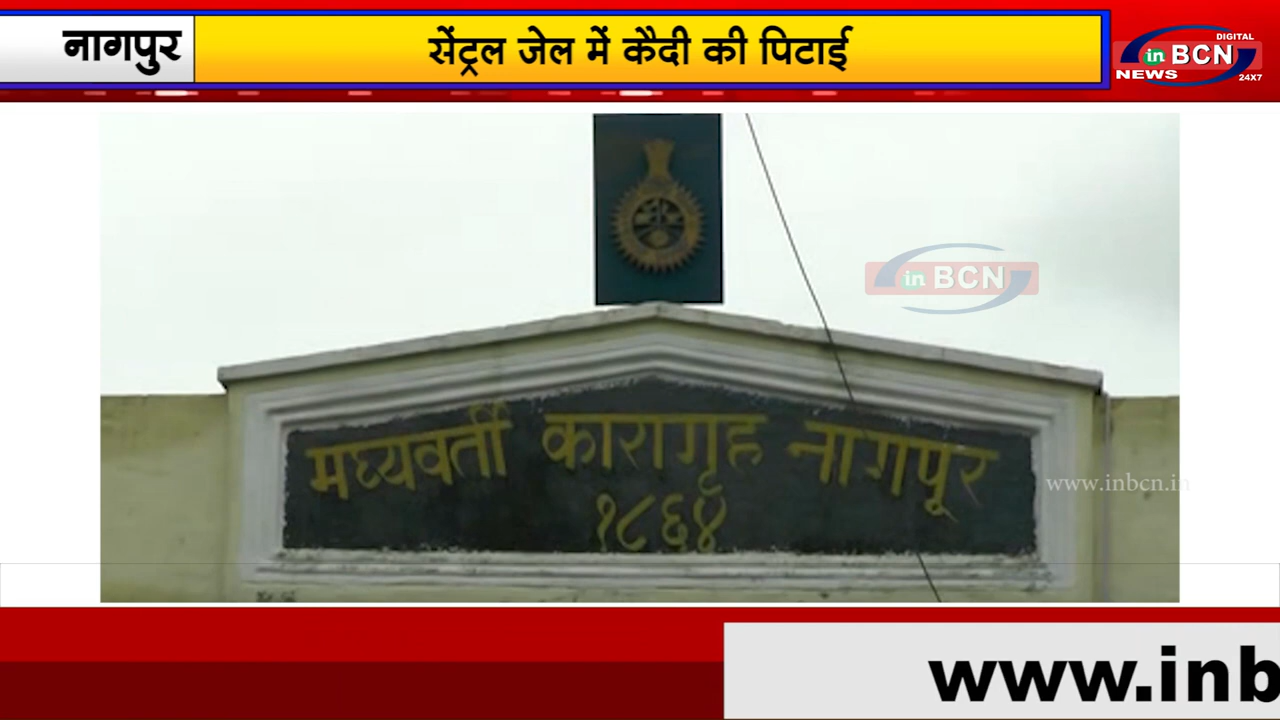 नागपुर
सेंट्रल जेल में कैदी की पिटाई
DIGITAL
in BCN
NEWS 24X7
in BCN
मध्यवर्ती कारागृह नागपूर
१८६४
www.inbcn.in
www.inb